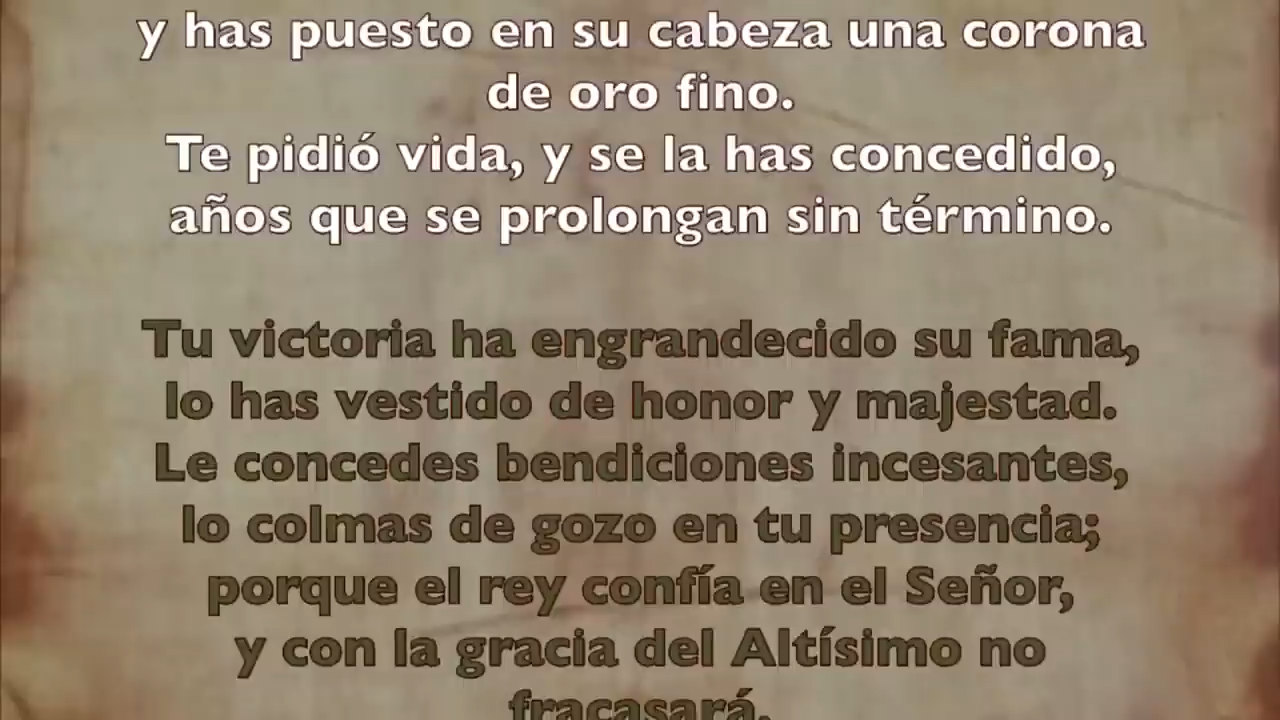 y has puesto en su cabeza una corona
de oro fino.
Te pidió vida, y se la has concedido,
años que se prolongan sin término.
Tu victoria ha engrandecido su fama,
lo has vestido de honor y majestad.
Le concedes bendiciones incesantes,
lo colmas de gozo en tu presencia;
porque el rey confía en el Señor,
y con la gracia del Altísimo no
fracasará.